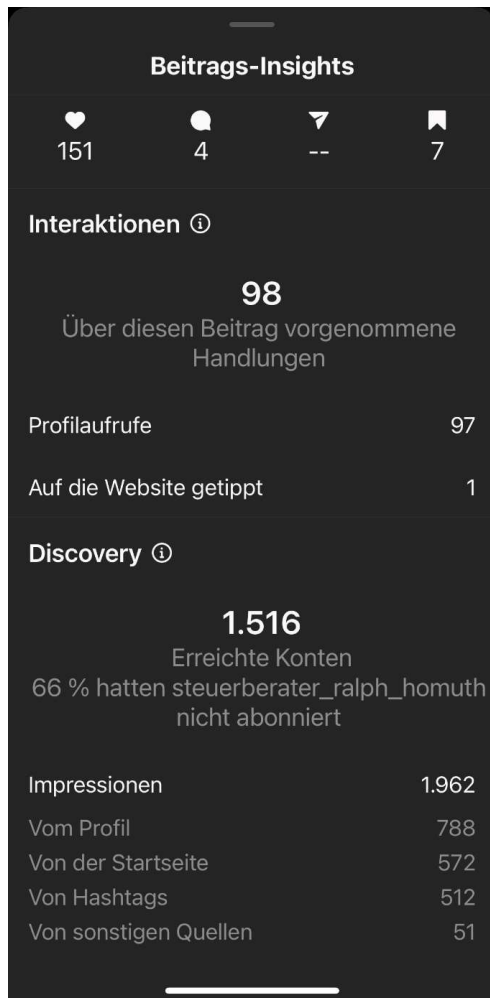 Beitrags-Insights
151 4 -- 7
Interaktionen
98
Über diesen Beitrag vorgenommene
Handlungen
Profilaufrufe 97
Auf die Website getippt 1
Discovery
1.516
Erreichte Konten
66 % hatten steuerberater_ralph_homuth
nicht abonniert
Impressionen 1.962
Vom Profil 788
Von der Startseite 572
Von Hashtags 512
Von sonstigen Quellen 51